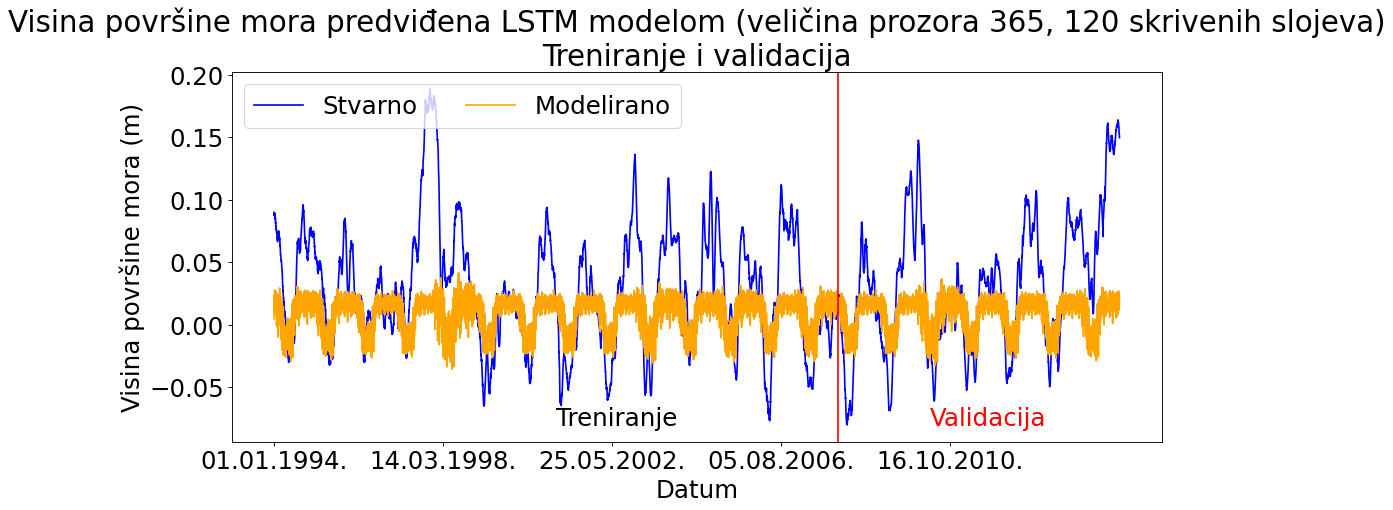 Visina površine mora predviđena LSTM modelom (veličina prozora 365, 120 skrivenih slojeva)
Treniranje i validacija
Stvarno
Modelirano
Visina površine mora (m)
0.20
0.15
0.10
0.05
0.00
−0.05
Treniranje
Validacija
01.01.1994.
14.03.1998.
25.05.2002.
05.08.2006.
16.10.2010.
Datum